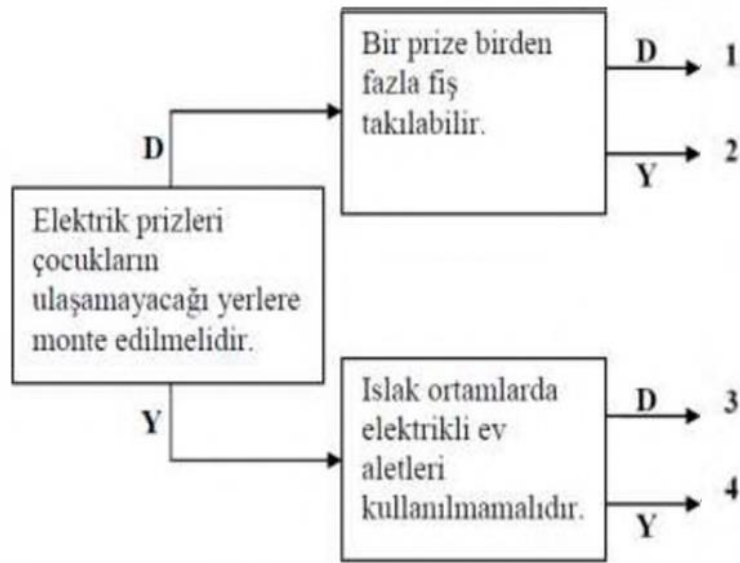 Bir prize birden
fazla fiş
takılabilir.
D
1
Y
2
D
Elektrik prizleri
çocukların
ulaşamayacağı yerlere
monte edilmelidir.
Y
Islak ortamlarda
elektrikli ev
aletleri
kullanılmamalıdır.
D
3
Y
4